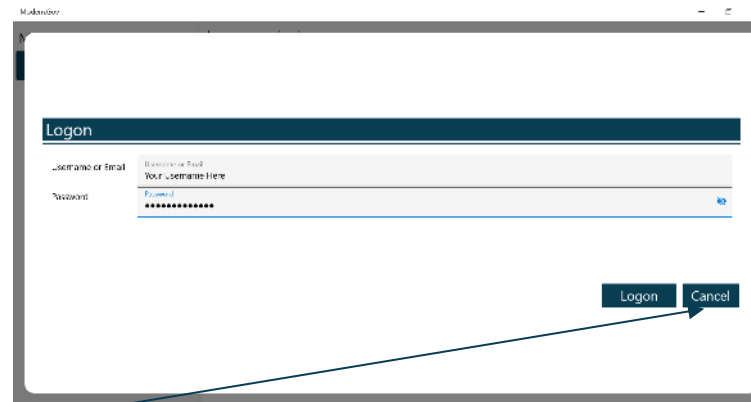 Logon
Username or Email
Username or Email
Your Username Here
Password
Password
•••••••••••••
Logon Cancel